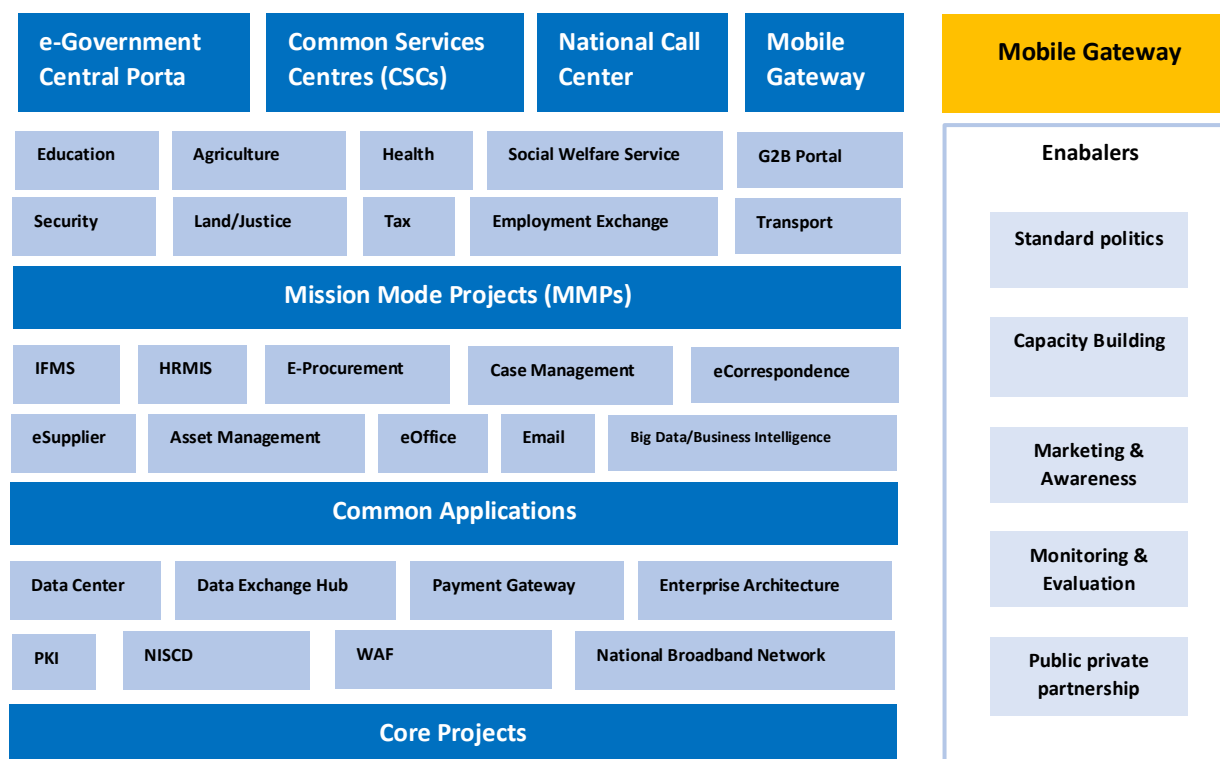 e-Government
Central Porta
Common Services
Centres (CSCs)
National Call
Center
Mobile
Gateway
Mobile Gateway
Education
Agriculture
Health
Social Welfare Service
G2B Portal
Security
Land/Justice
Tax
Employment Exchange
Transport
Mission Mode Projects (MMPs)
IFMS
HRMIS
E-Procurement
Case Management
eCorrespondence
eSupplier
Asset Management
eOffice
Email
Big Data/Business Intelligence
Common Applications
Data Center
Data Exchange Hub
Payment Gateway
Enterprise Architecture
PKI
NISCD
WAF
National Broadband Network
Core Projects
Enabalers
Standard politics
Capacity Building
Marketing &
Awareness
Monitoring &
Evaluation
Public private
partnership